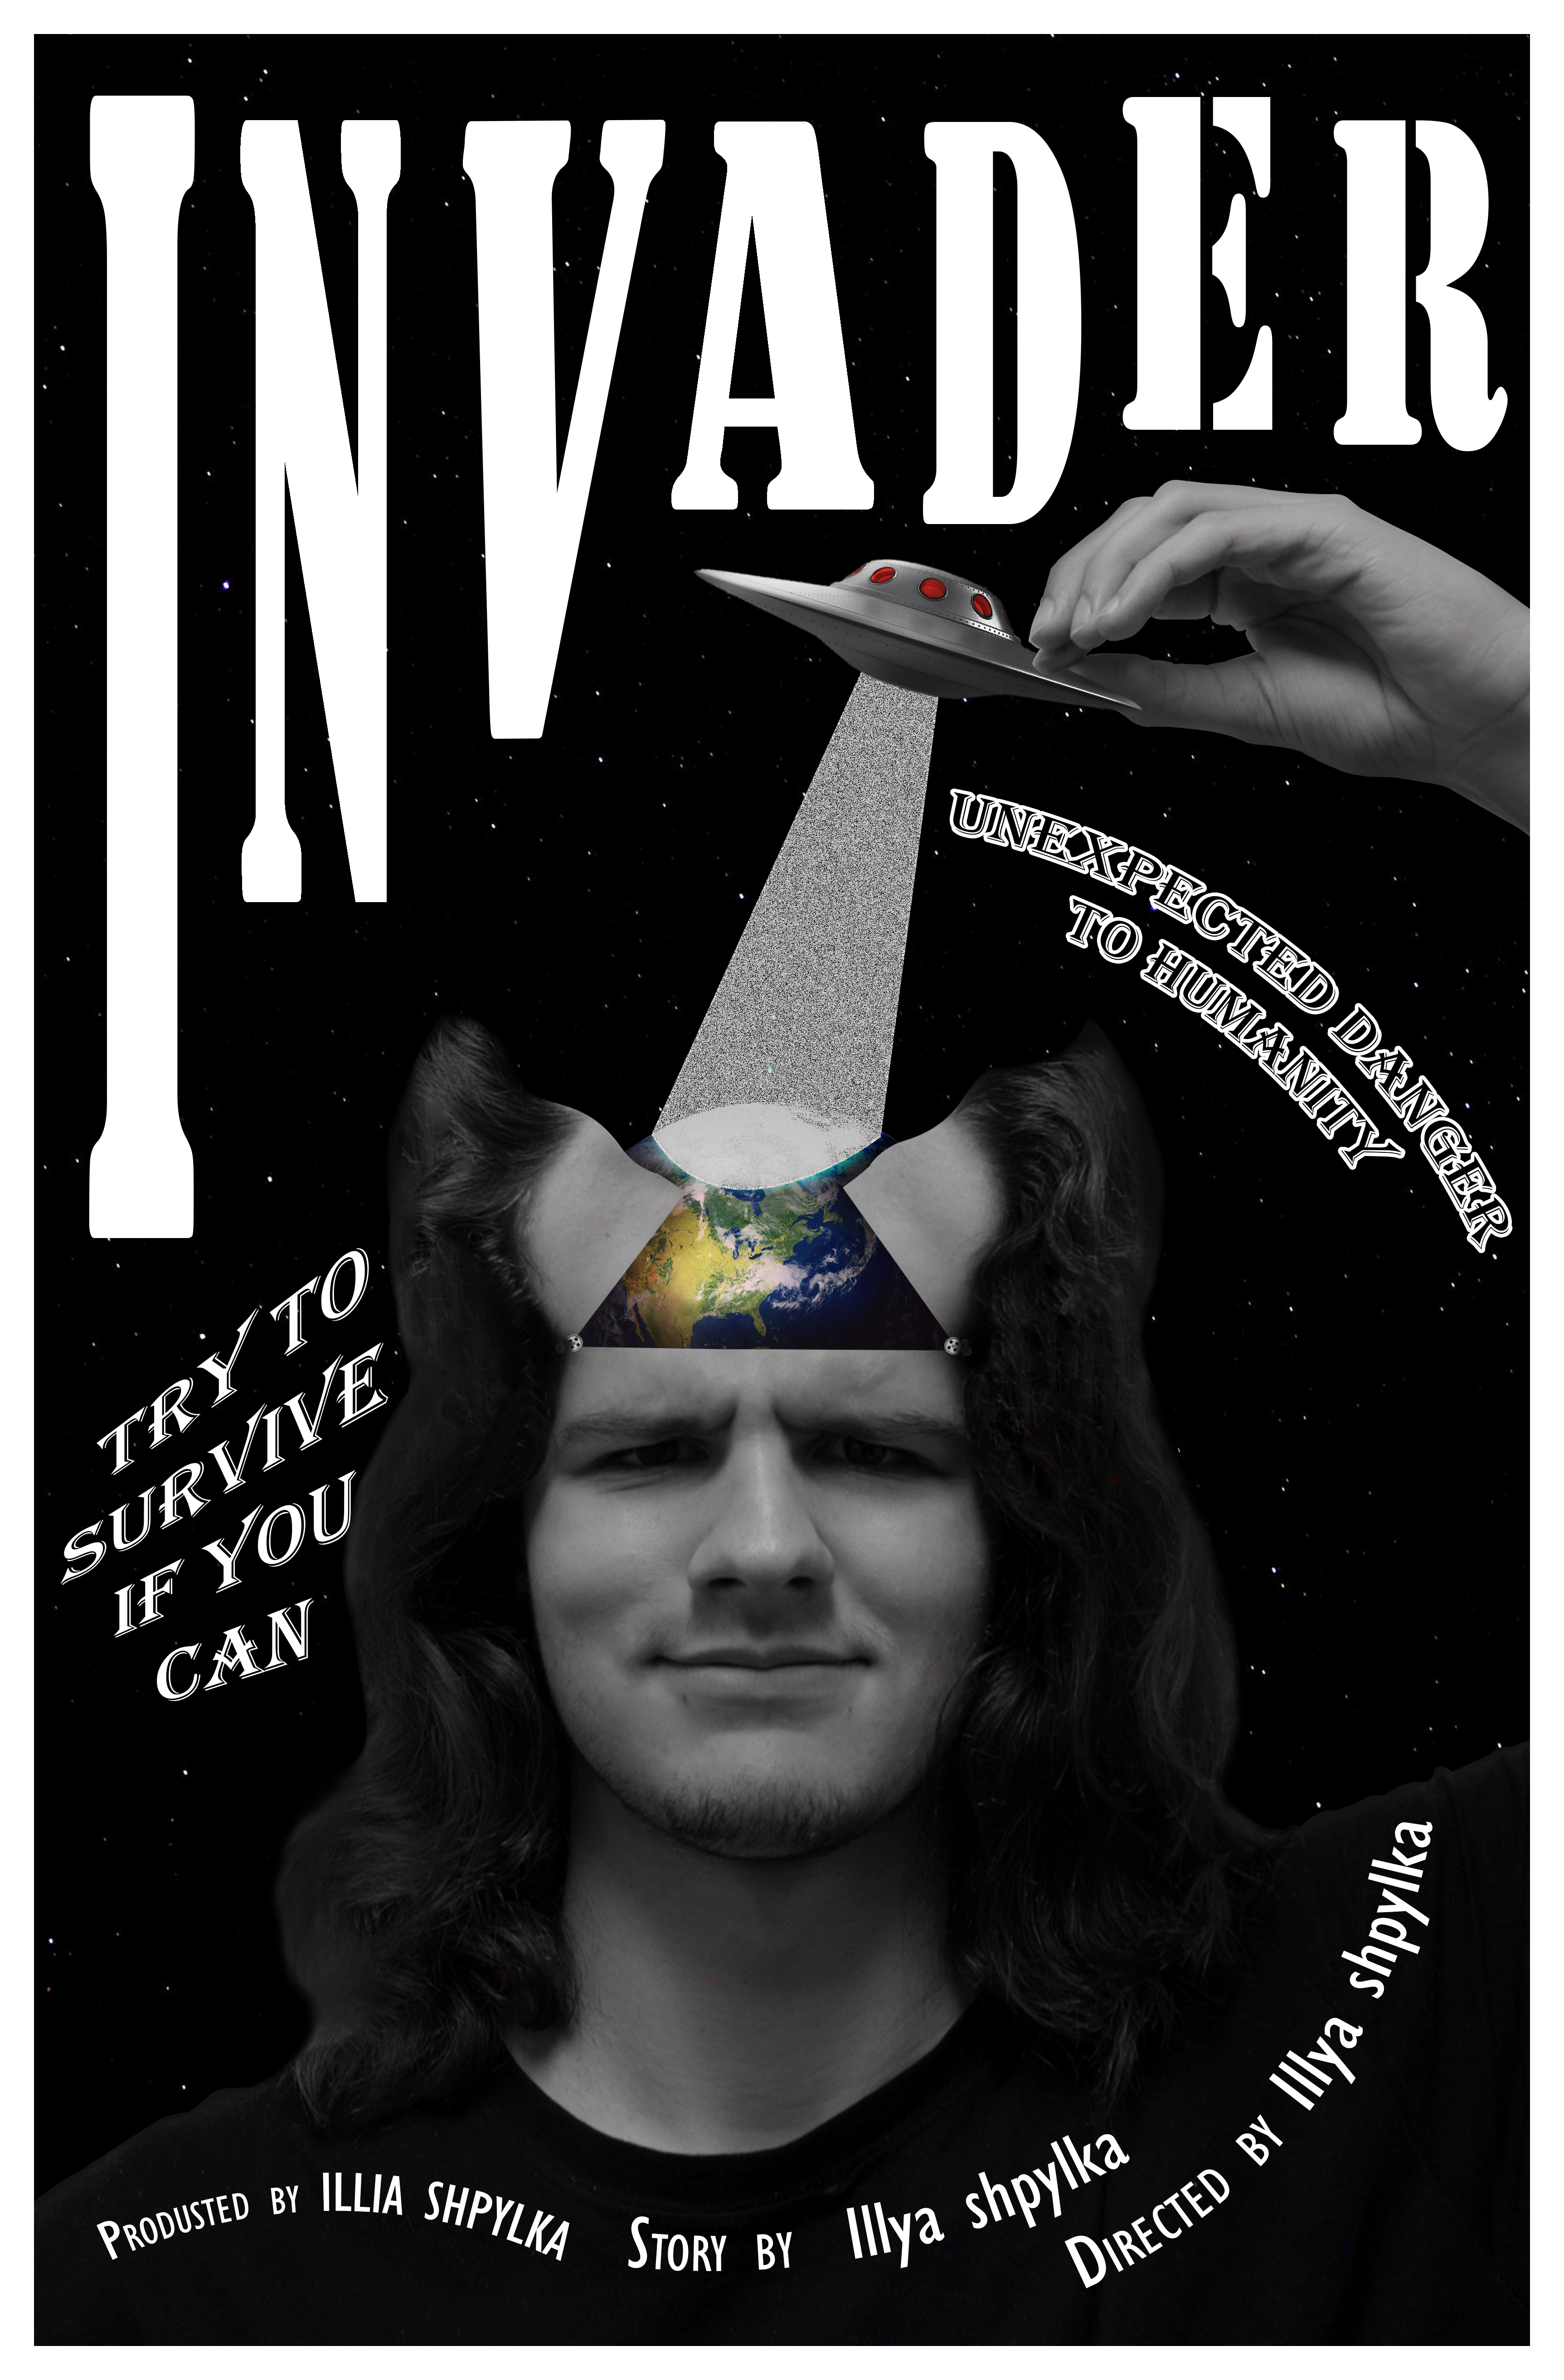 INVADER
UNEXPECTED DANGER
TO HUMANITY
TRY TO
SURVIVE
IF YOU
CAN
PRODUSTED BY ILLIA SHPYLKA
STORY BY Illya shpylka
DIRECTED BY Illya shpylka